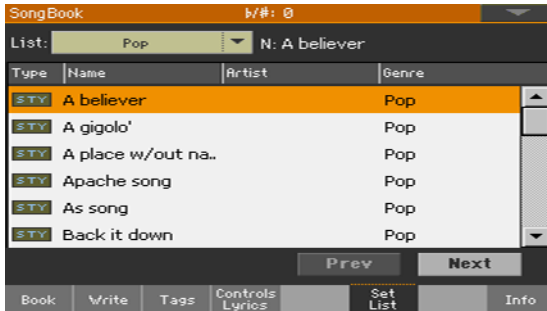 SongBook ♭/#: 0
List: Pop N: A believer
Type Name Artist Genre
STY A believer Pop
STY A gigolo' Pop
STY A place w/out na.. Pop
STY Apache song Pop
STY As song Pop
STY Back it down Pop
Prev Next
Book Write Tags Controls Lyrics Set List Info